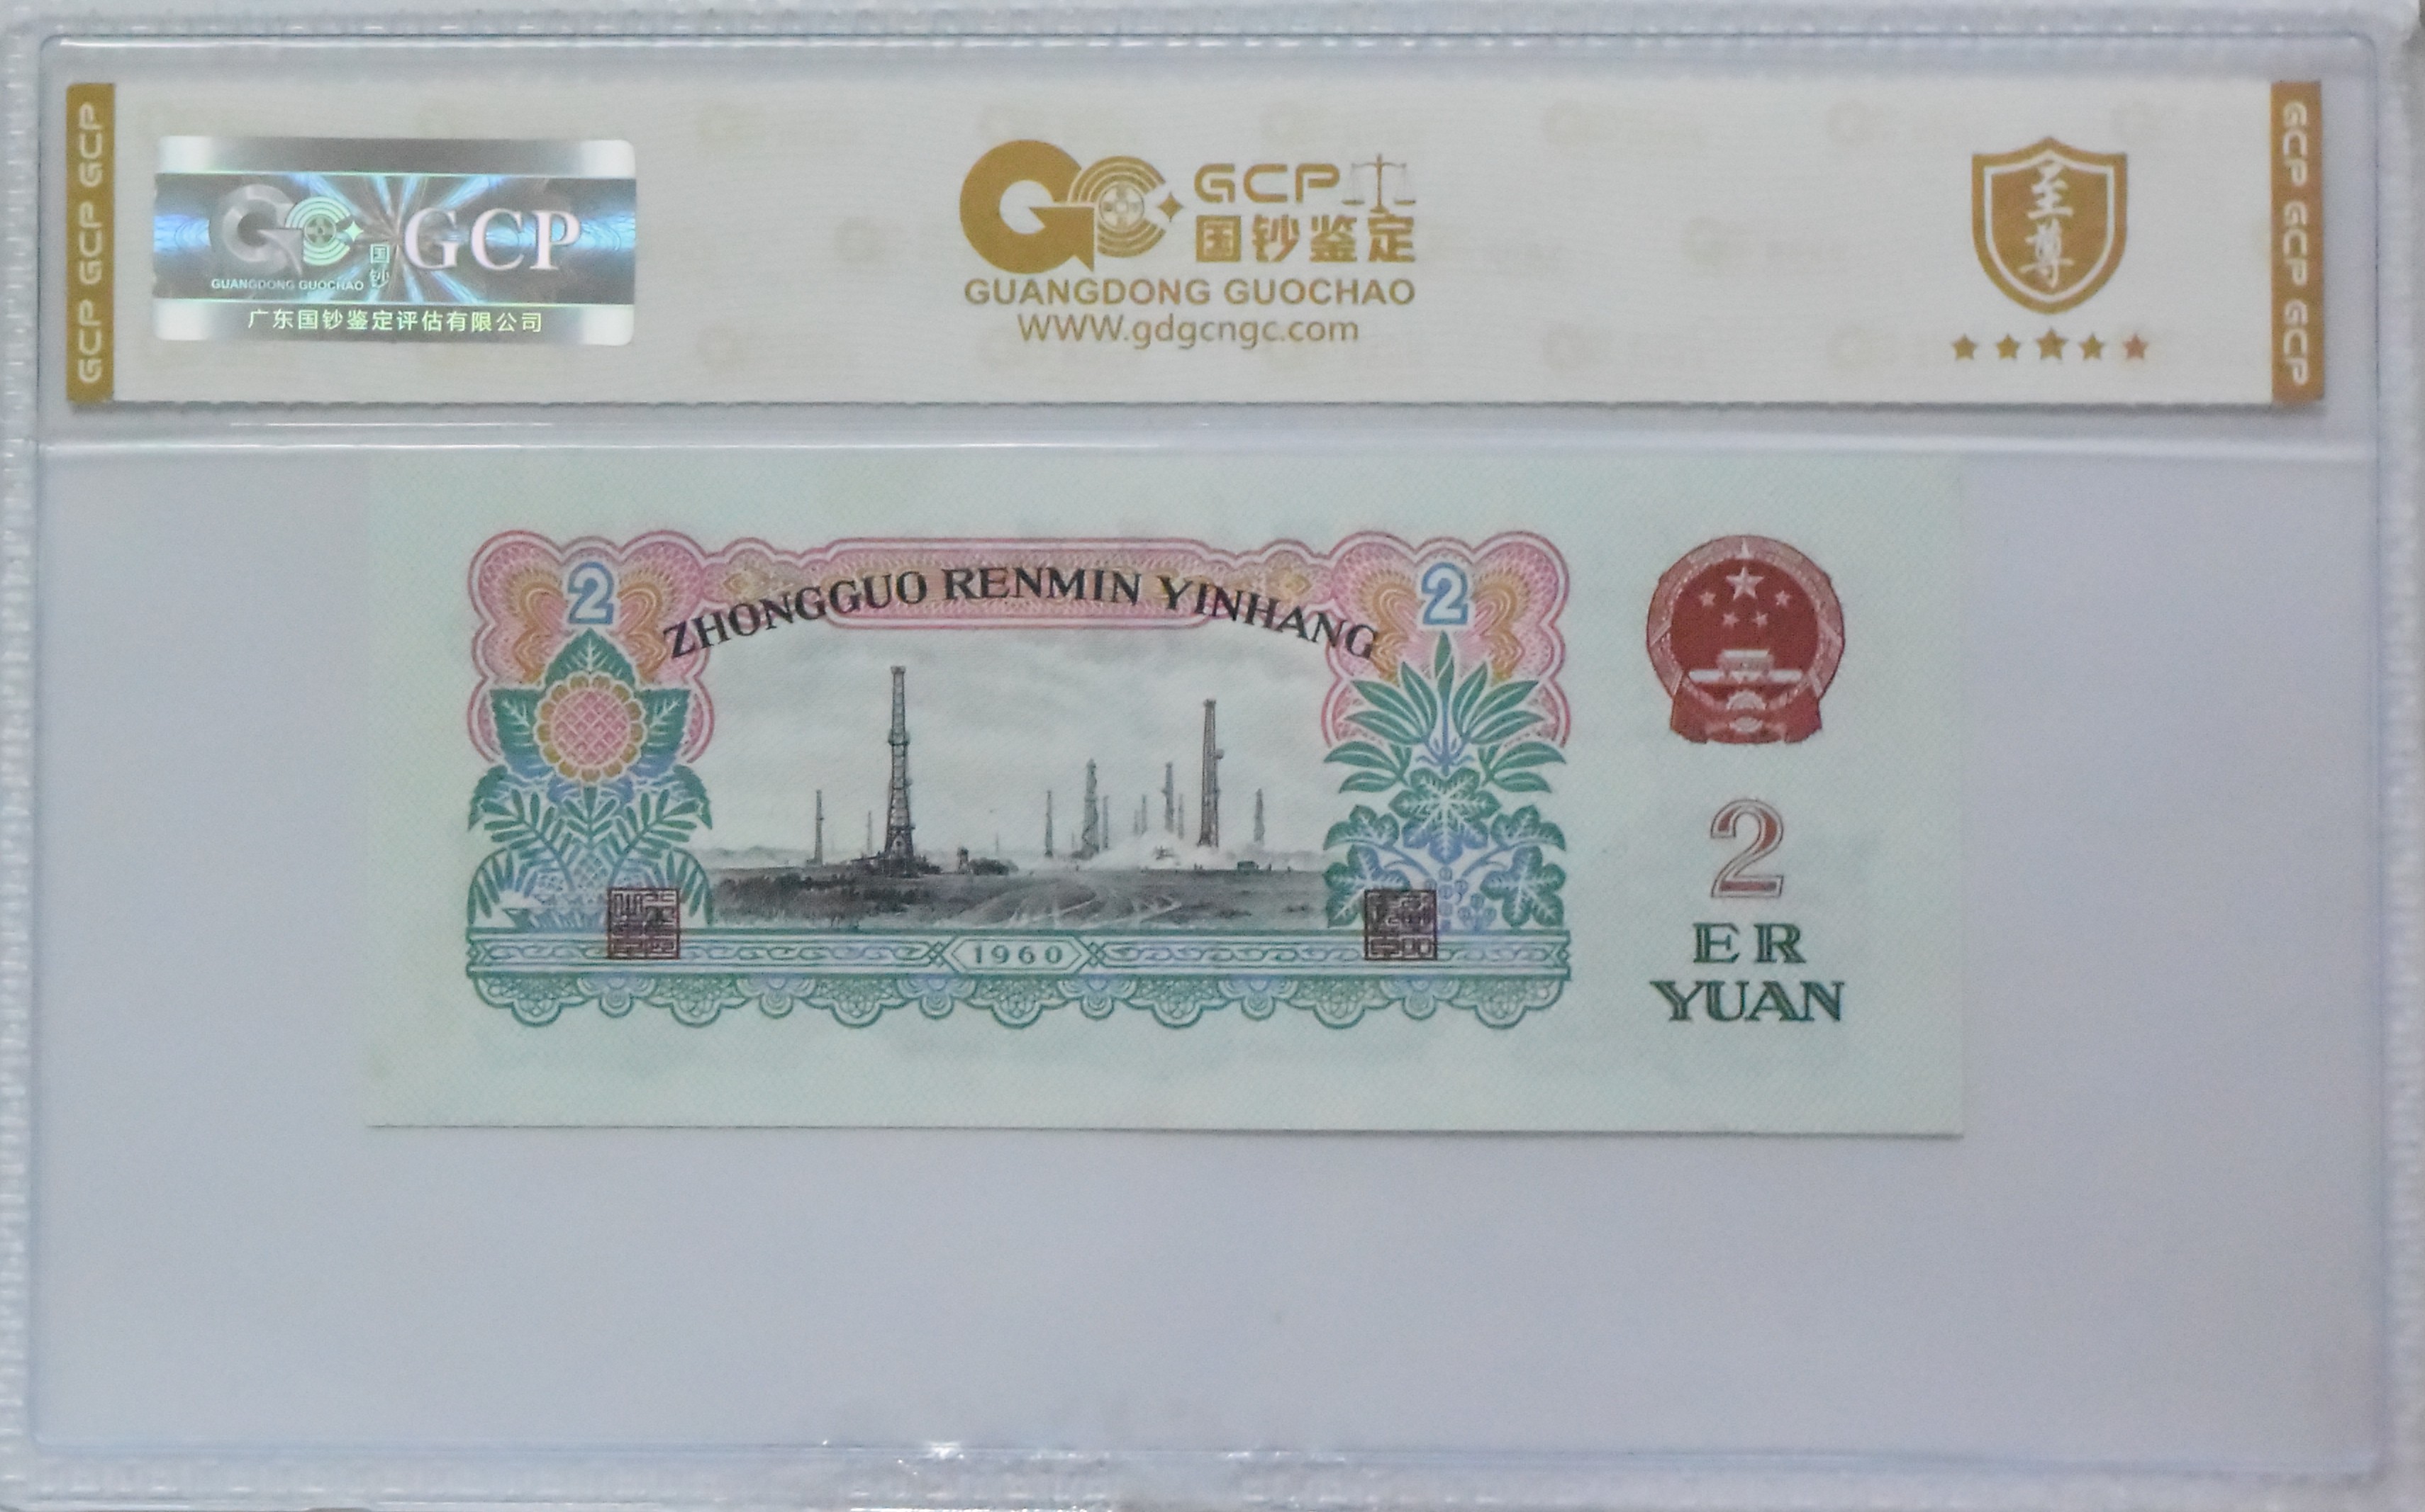 GCP GCP GCP
国钞
GCP
GUANGDONG GUOCHAO
广东国钞鉴定评估有限公司
GCP
国钞鉴定
GUANGDONG GUOCHAO
WWW.gdgcngc.com
至尊
GCP GCP GCP
2
ZHONGGUO RENMIN YINHANG
2
1960
2
ER
YUAN